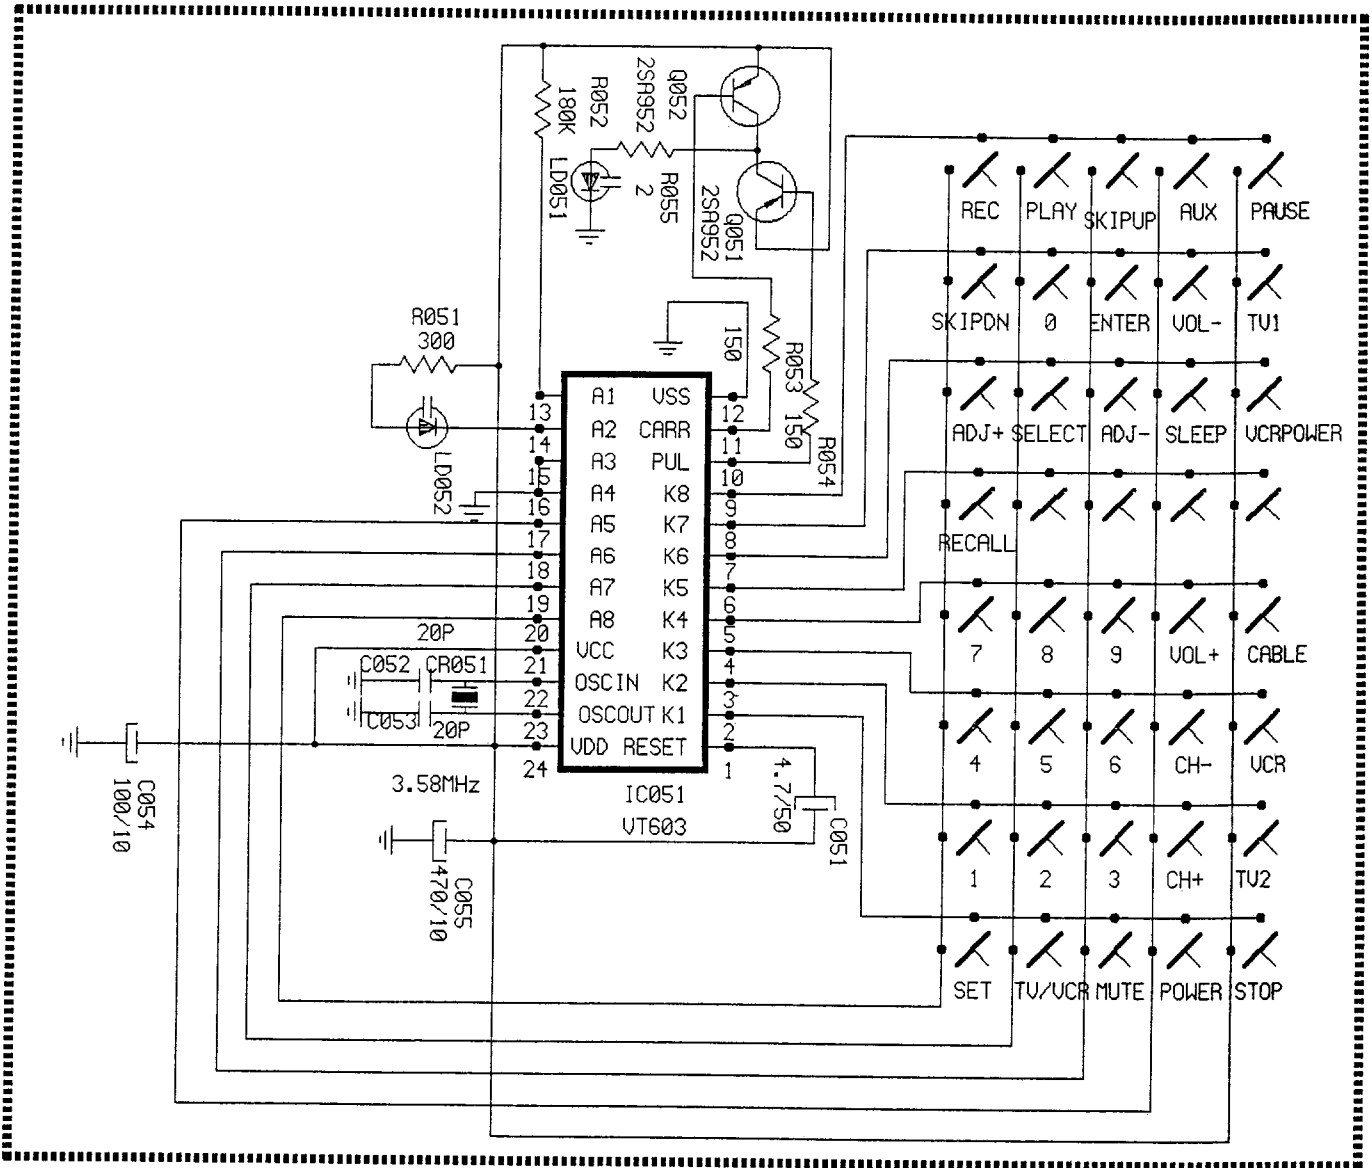 Q052
2SA952
R052
180K
LD051
R055
2
Q051
2SA952
REC PLAY SKIPUP AUX PAUSE
SKIPDN 0 ENTER VOL- TV1
ADJ+ SELECT ADJ- SLEEP VCRPOWER
RECALL
7 8 9 VOL+ CABLE
4 5 6 CH- VCR
1 2 3 CH+ TV2
SET TV/VCR MUTE POWER STOP
R051
300
LD052
150
R053
150
R054
A1 VSS
13 12
A2 CARR
14 11
A3 PUL
15 10
A4 K8
16 9
A5 K7
17 8
A6 K6
18 7
A7 K5
19 6
A8 K4
20 5
VCC K3
21 4
OSCIN K2
22 3
OSCOUT K1
23 2
VDD RESET
24 1
20P
C052 CR051
C053 20P
3.58MHz
IC051
VT603
C054
100/10
C055
470/10
4.7/50
C051